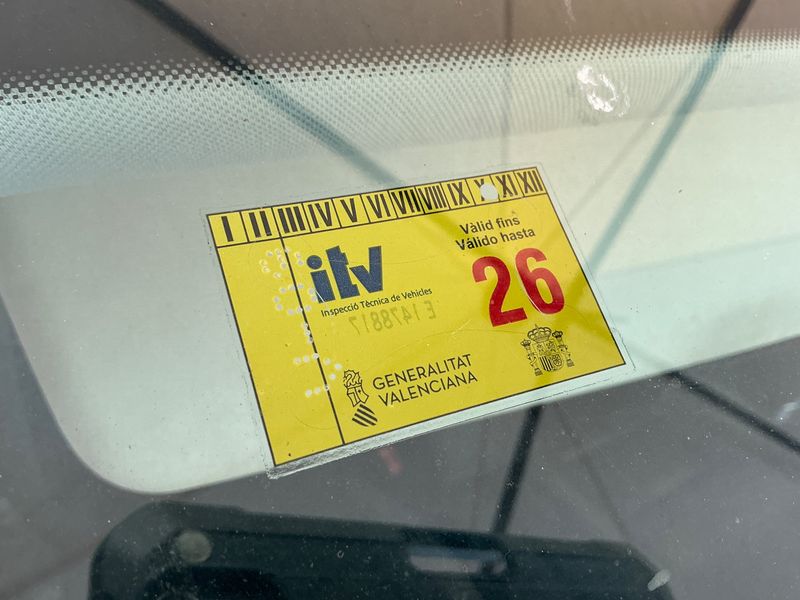 I II III IV V VI VII VIII IX X XI XII
itv
Inspecció Tècnica de Vehicles
Vàlid fins
Válido hasta
26
E 1478817
GENERALITAT
VALENCIANA